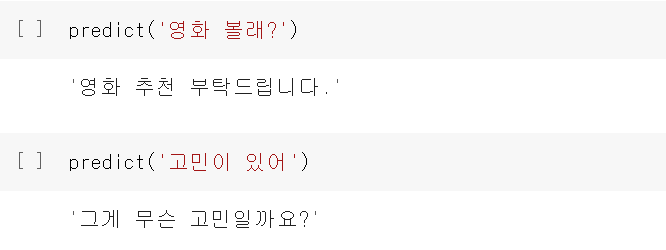 [ ] predict('영화 볼래?')
'영화 추천 부탁드립니다.'
[ ] predict('고민이 있어')
'그게 무슨 고민일까요?'